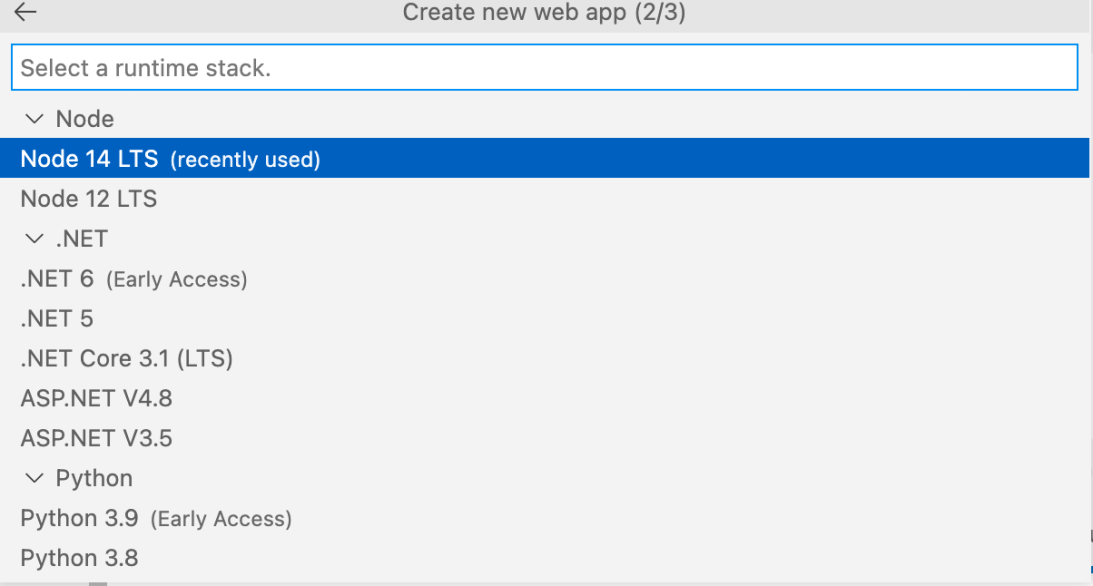 Create new web app (2/3)
Select a runtime stack.
Node
Node 14 LTS (recently used)
Node 12 LTS
.NET
.NET 6 (Early Access)
.NET 5
.NET Core 3.1 (LTS)
ASP.NET V4.8
ASP.NET V3.5
Python
Python 3.9 (Early Access)
Python 3.8